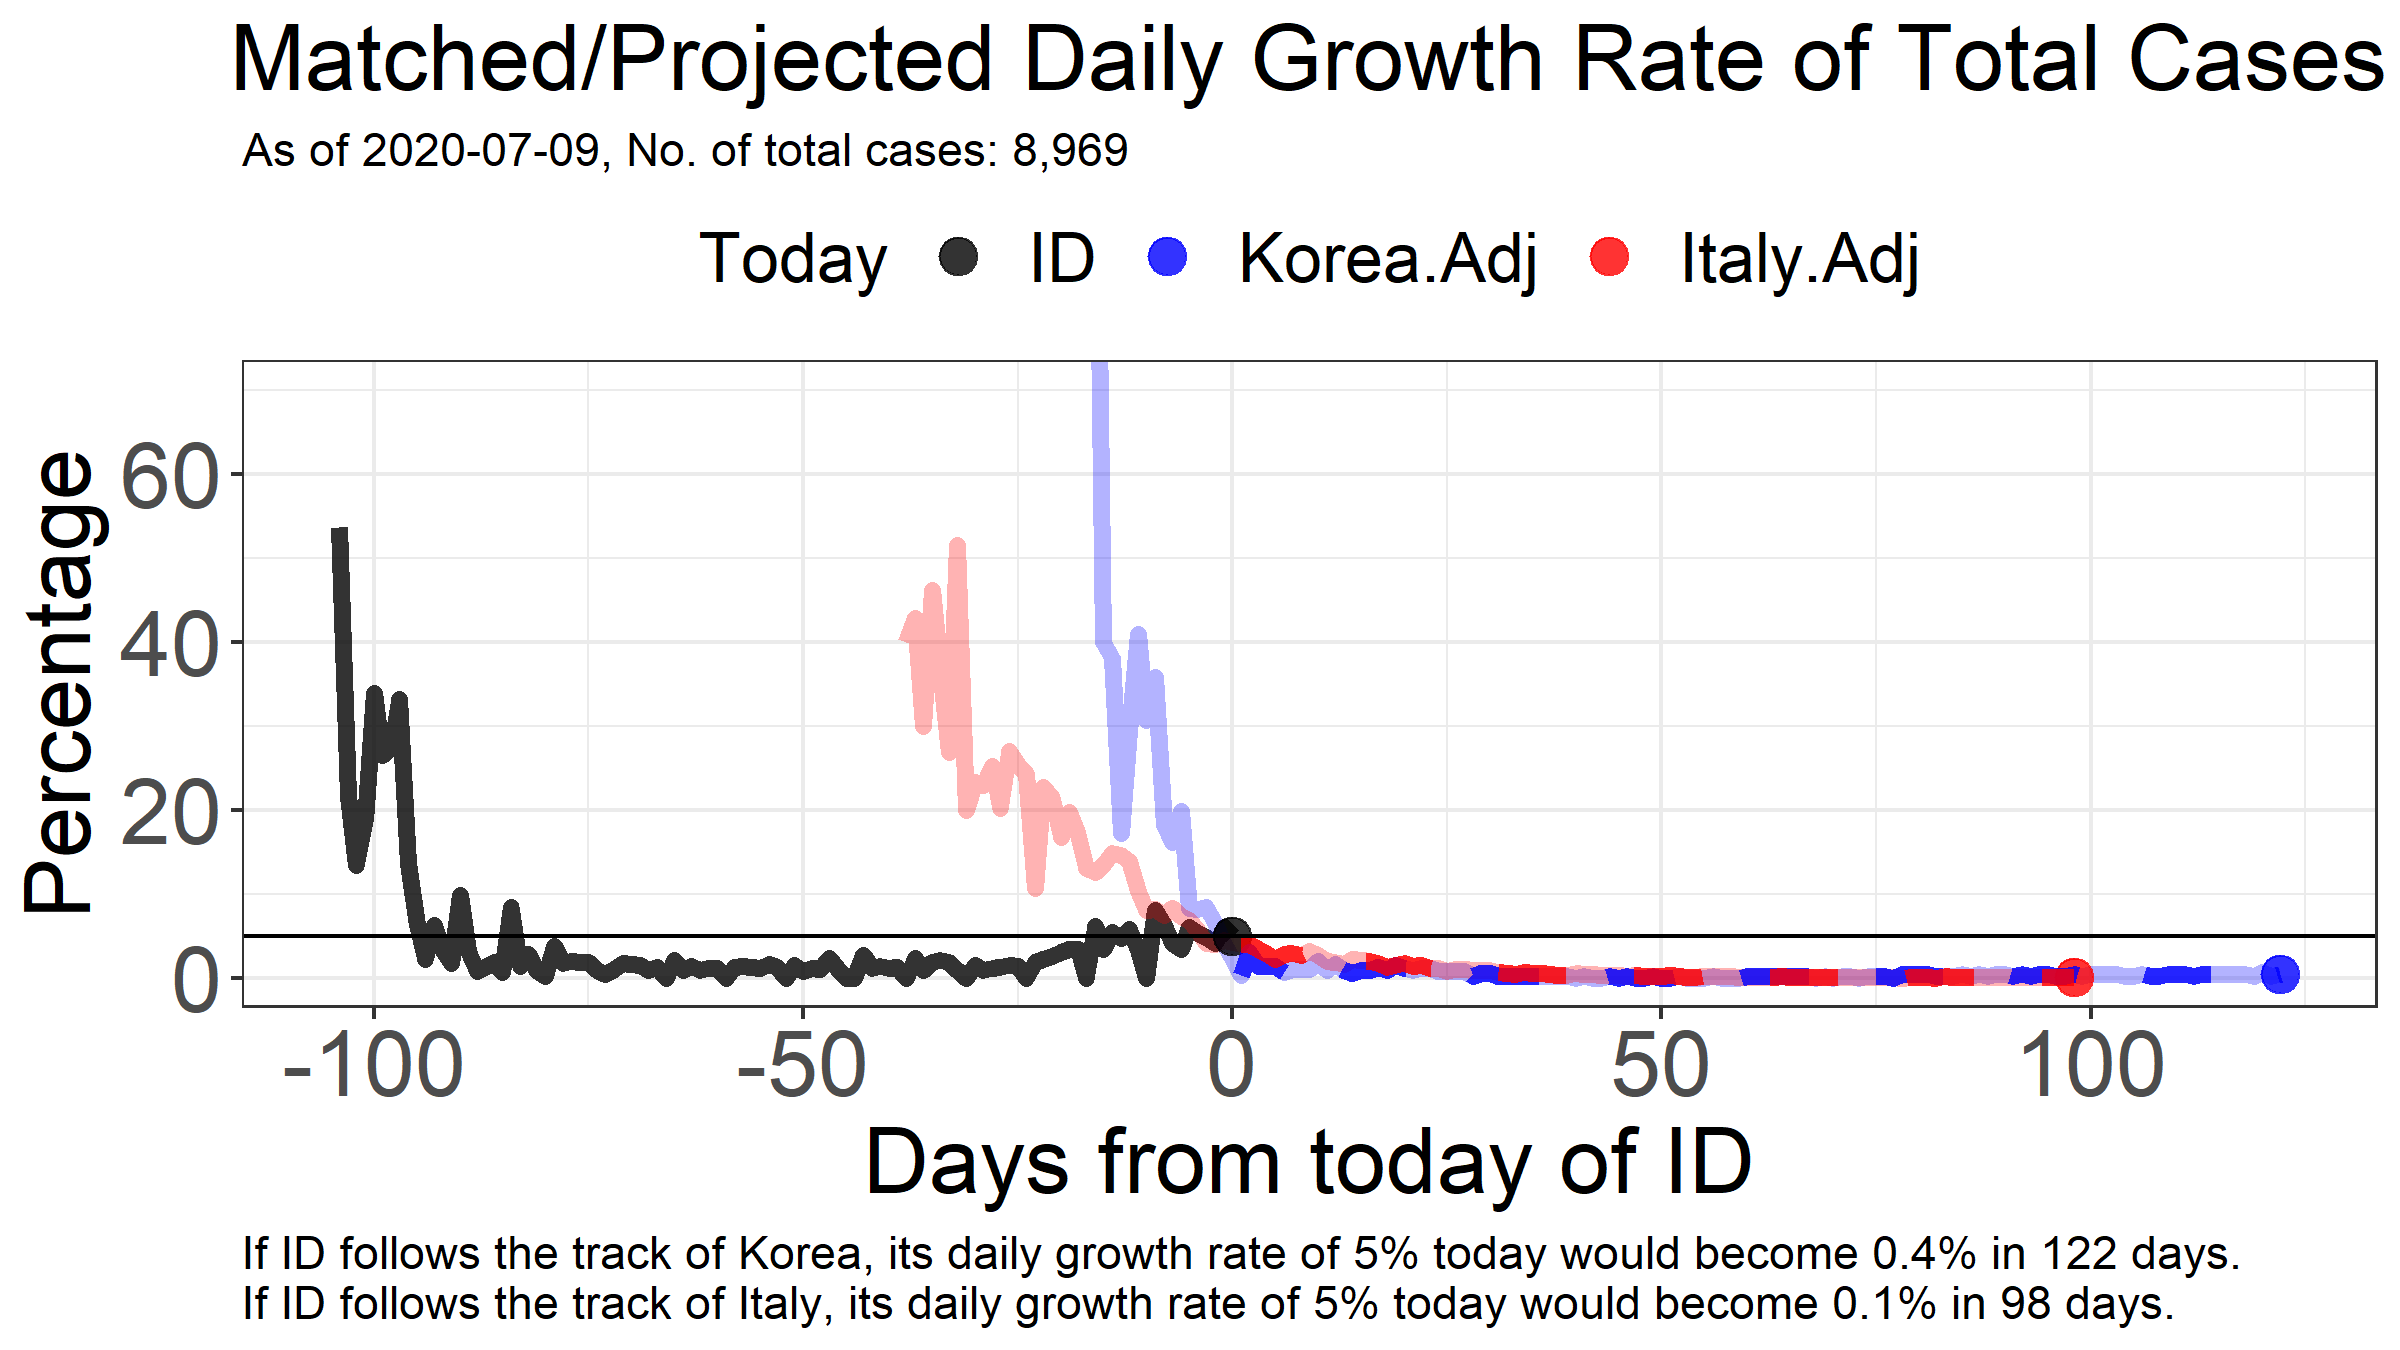 Matched/Projected Daily Growth Rate of Total Cases
As of 2020-07-09, No. of total cases: 8,969
Today ID Korea.Adj Italy.Adj
Percentage
60
40
20
0
-100 -50 0 50 100
Days from today of ID
If ID follows the track of Korea, its daily growth rate of 5% today would become 0.4% in 122 days.
If ID follows the track of Italy, its daily growth rate of 5% today would become 0.1% in 98 days.